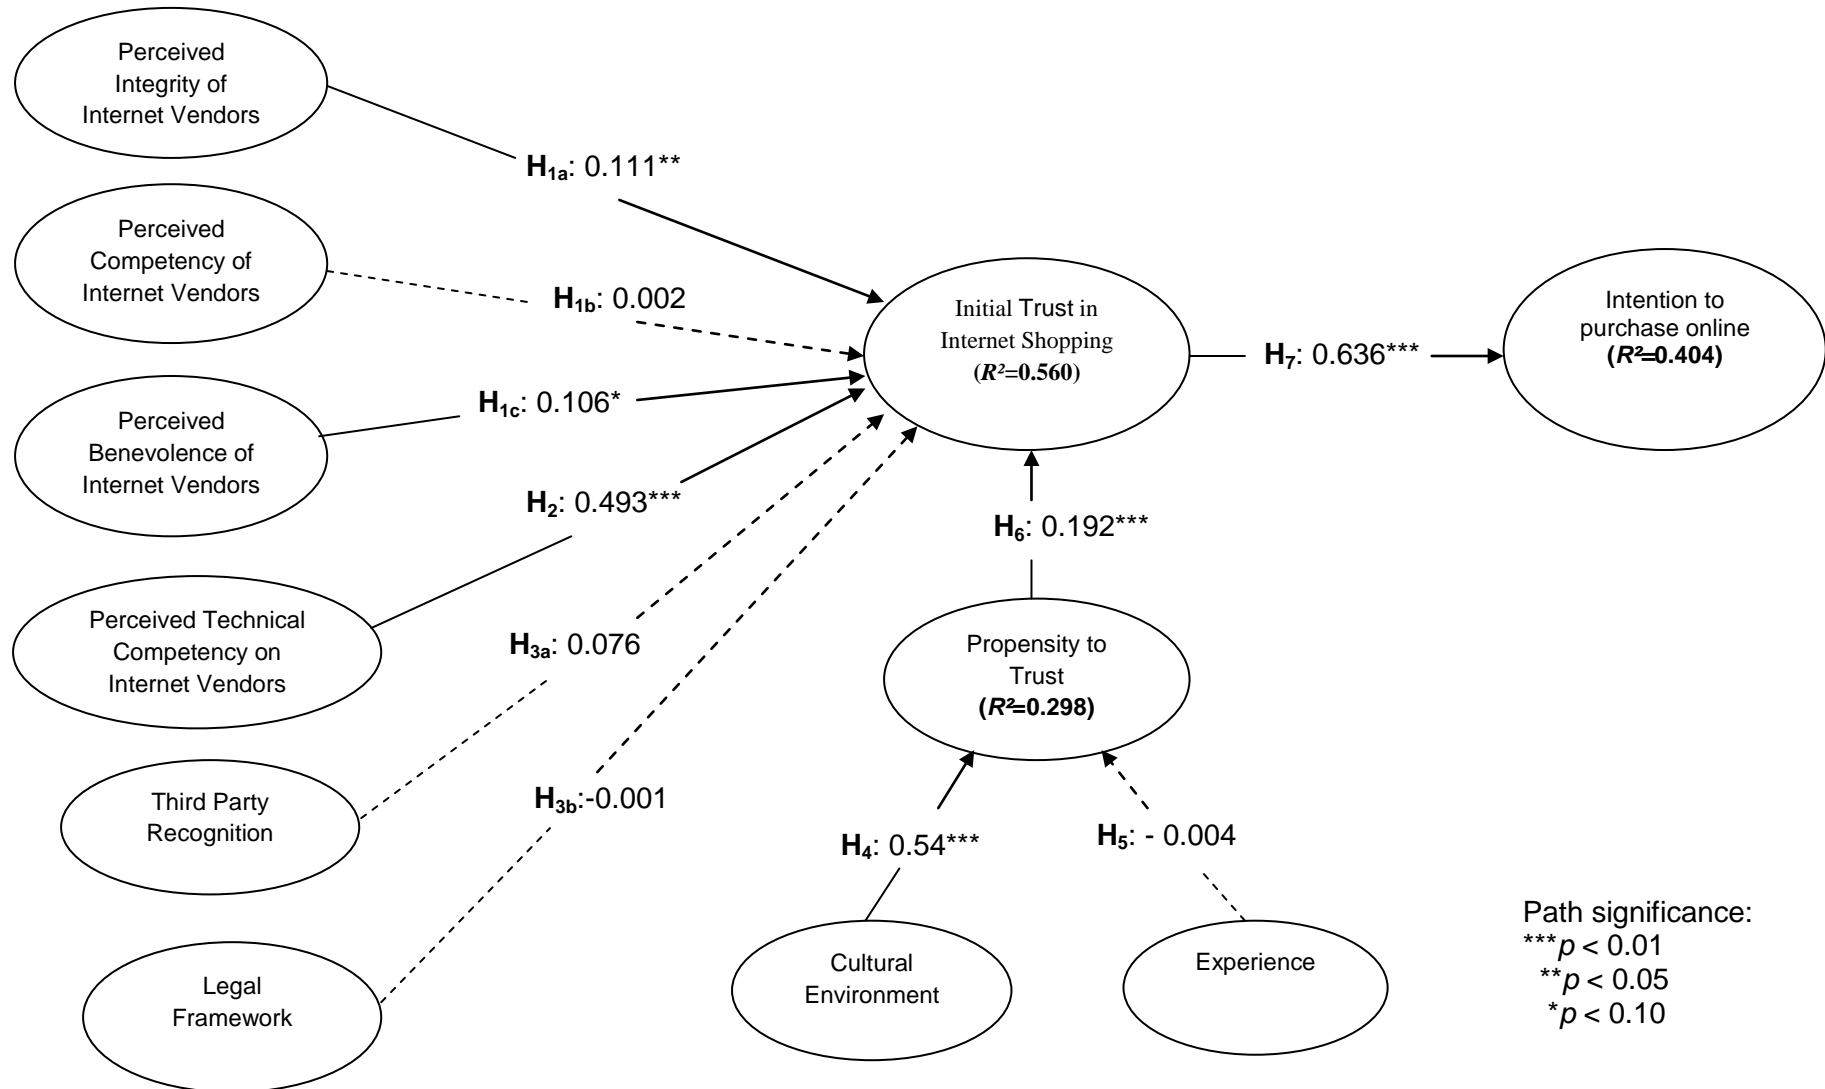 Perceived
Integrity of
Internet Vendors
H1a: 0.111**
Perceived
Competency of
Internet Vendors
H1b: 0.002
Perceived
Benevolence of
Internet Vendors
H1c: 0.106*
Perceived Technical
Competency on
Internet Vendors
H2: 0.493***
Third Party
Recognition
H3a: 0.076
Legal
Framework
H3b:-0.001
Initial Trust in
Internet Shopping
(R²=0.560)
H7: 0.636***
Intention to
purchase online
(R²=0.404)
H6: 0.192***
Propensity to
Trust
(R²=0.298)
H4: 0.54***
H5: - 0.004
Cultural
Environment
Experience
Path significance:
***p < 0.01
**p < 0.05
*p < 0.10